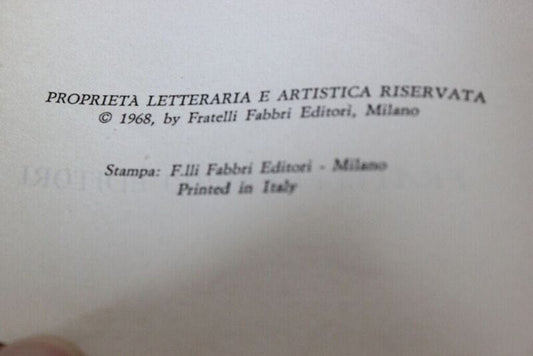 PROPRIETÀ LETTERARIA E ARTISTICA RISERVATA
© 1968, by Fratelli Fabbri Editori, Milano
Stampa: F.lli Fabbri Editori - Milano
Printed in Italy